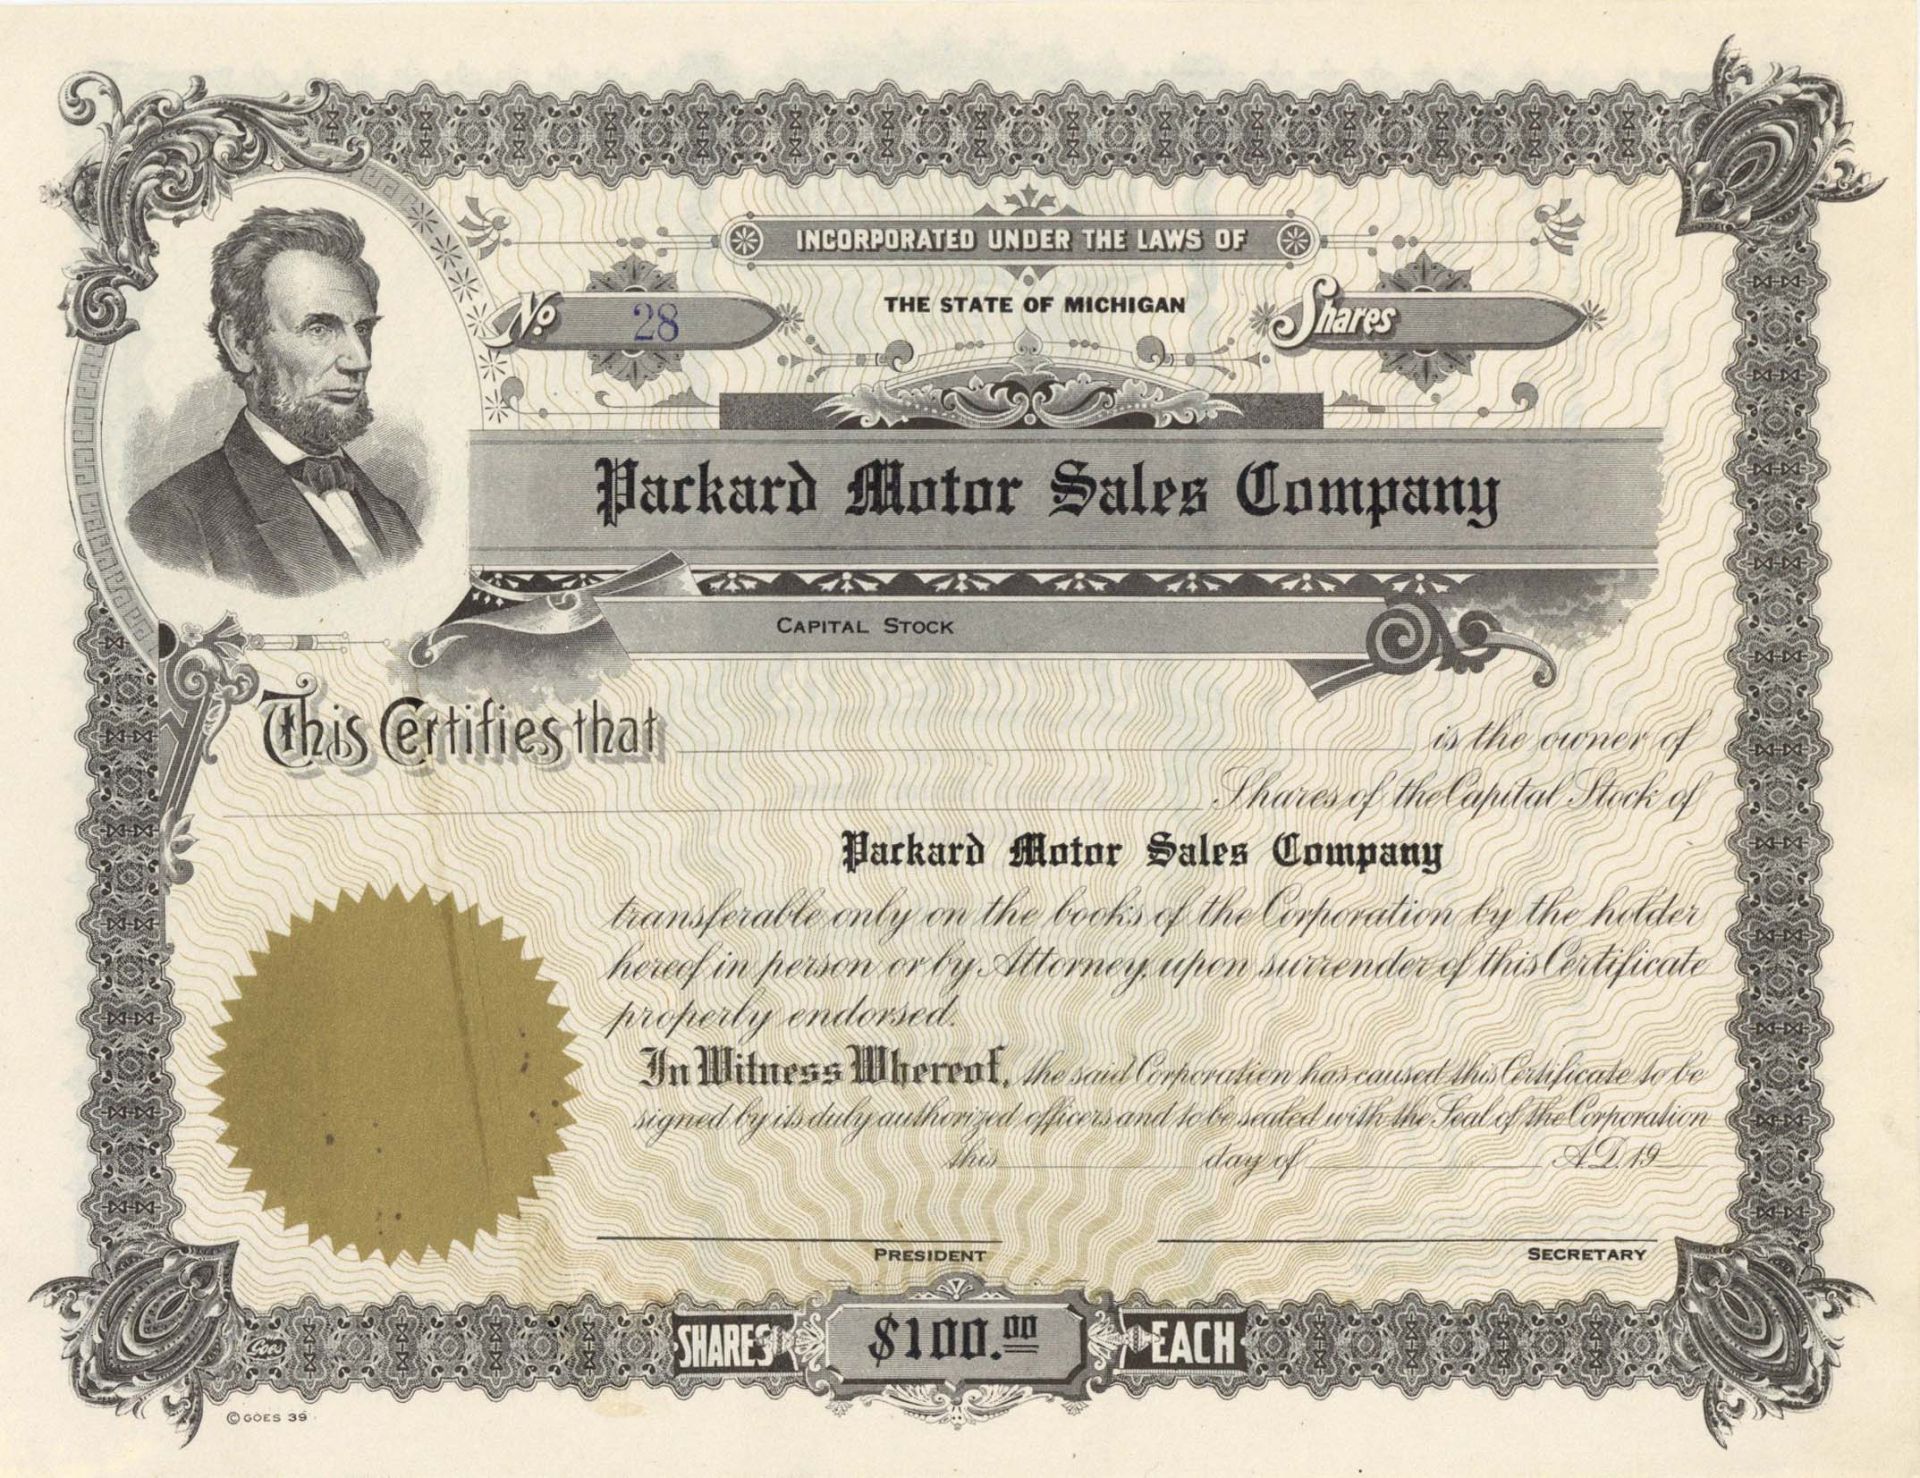 INCORPORATED UNDER THE LAWS OF
No. 28
THE STATE OF MICHIGAN
Shares
Packard Motor Sales Company
CAPITAL STOCK
This Certifies that is the owner of
Shares of the Capital Stock of
Packard Motor Sales Company
transferable only on the books of the Corporation by the holder
hereof in person or by Attorney, upon surrender of this Certificate
properly endorsed.
In Witness Whereof, the said Corporation has caused this Certificate to be
signed by its duly authorized officers and to be sealed with the Seal of the Corporation
this day of A.D. 19
PRESIDENT
SECRETARY
SHARES $100.00 EACH
Goes
© GOES 39